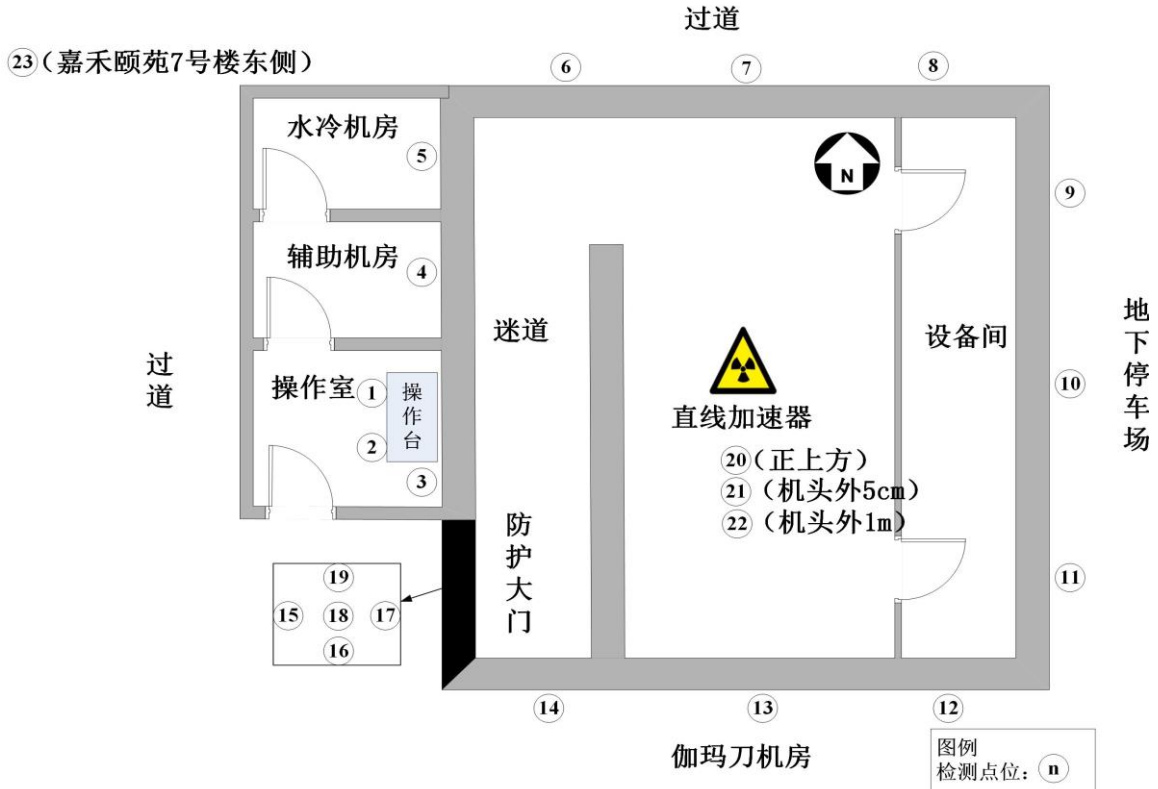 过道
㉓（嘉禾颐苑7号楼东侧）
⑥ ⑦ ⑧
水冷机房
⑤
N
⑨
辅助机房
④
迷道
设备间
地下停车场
过道
操作室 ①
操作台
②
③
⑩
直线加速器
⑳（正上方）
㉑（机头外5cm）
㉒（机头外1m）
防护大门
⑪
⑲
⑮ ⑱ ⑰
⑯
⑭ ⑬ ⑫
伽玛刀机房
图例
检测点位：ⓝ